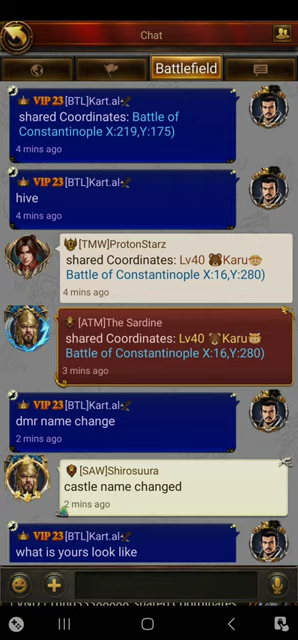 Chat
Battlefield
VIP 23 [BTL]Kart.al🦅
shared Coordinates: Battle of
Constantinople X:219,Y:175)
4 mins ago
VIP 23 [BTL]Kart.al🦅
hive
4 mins ago
[TMW]ProtonStarz
shared Coordinates: Lv40 🐻Karu🐵
Battle of Constantinople X:16,Y:280)
4 mins ago
[ATM]The Sardine
shared Coordinates: Lv40 🐻Karu🐯
Battle of Constantinople X:16,Y:280)
3 mins ago
VIP 23 [BTL]Kart.al🦅
dmr name change
2 mins ago
[SAW]Shirosuura
castle name changed
2 mins ago
VIP 23 [BTL]Kart.al🦅
what is yours look like